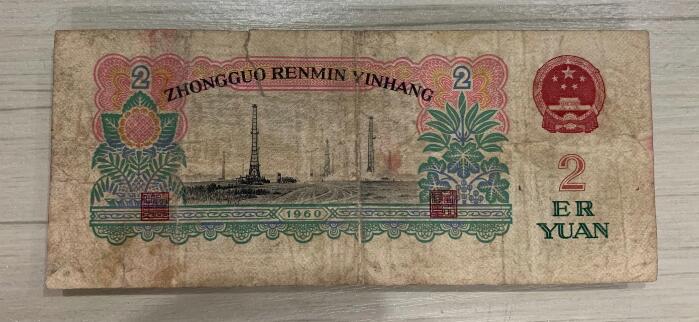 2
2
ZHONGGUO RENMIN YINHANG
2
ER
YUAN
1960